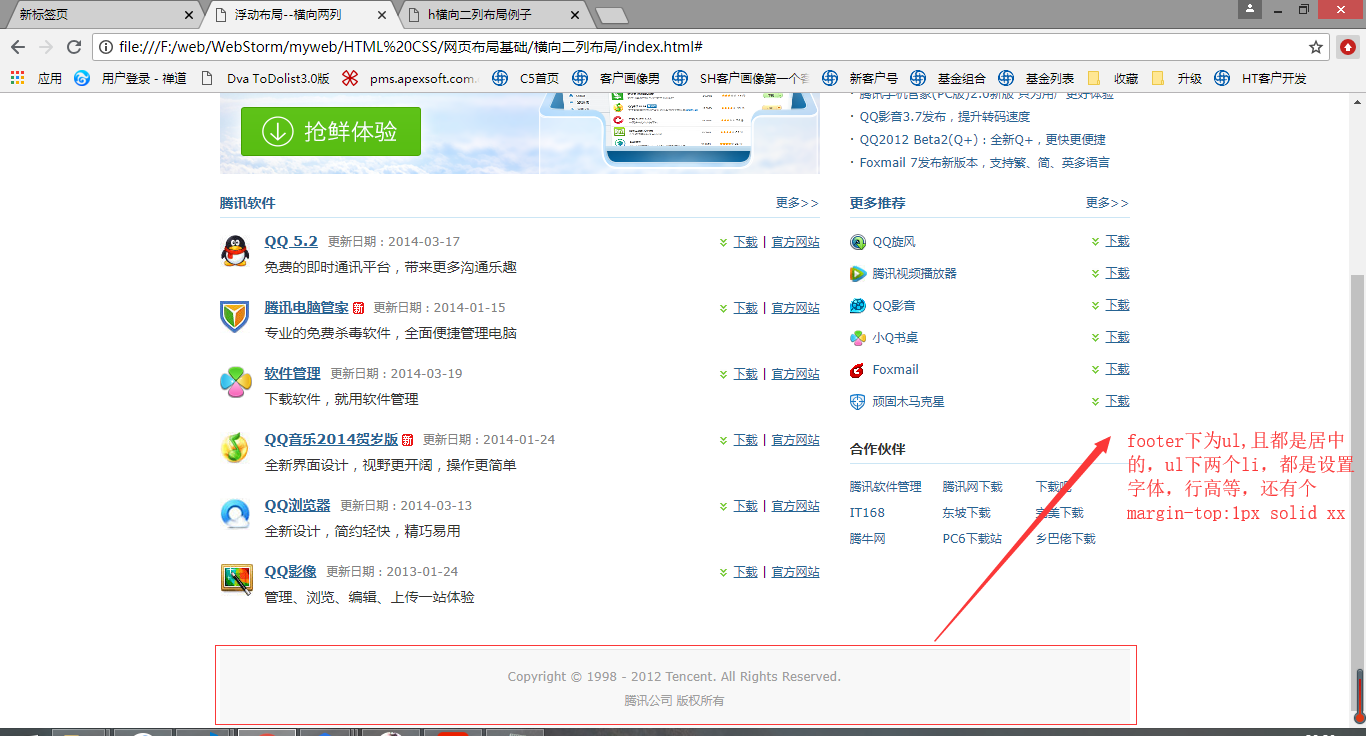 新标签页 浮动布局--横向两列 h横向二列布局例子
file:///F:/web/WebStorm/myweb/HTML%20CSS/网页布局基础/横向二列布局/index.html#
应用 用户登录 - 禅道 Dva ToDolist3.0版 pms.apexsoft.com. C5首页 客户画像男 SH客户画像第一个客 新客户号 基金组合 基金列表 收藏 升级 HT客户开发
抢鲜体验
· 腾讯手机管家(PC版)2.0新版 只为用户更好体验
· QQ影音3.7发布，提升转码速度
· QQ2012 Beta2(Q+)：全新Q+，更快更便捷
· Foxmail 7发布新版本，支持繁、简、英多语言
腾讯软件 更多>>
QQ 5.2 更新日期：2014-03-17 下载 | 官方网站
免费的即时通讯平台，带来更多沟通乐趣
腾讯电脑管家 新 更新日期：2014-01-15 下载 | 官方网站
专业的免费杀毒软件，全面便捷管理电脑
软件管理 更新日期：2014-03-19 下载 | 官方网站
下载软件，就用软件管理
QQ音乐2014贺岁版 新 更新日期：2014-01-24 下载 | 官方网站
全新界面设计，视野更开阔，操作更简单
QQ浏览器 更新日期：2014-03-13 下载 | 官方网站
全新设计，简约轻快，精巧易用
QQ影像 更新日期：2013-01-24 下载 | 官方网站
管理、浏览、编辑、上传一站体验
更多推荐 更多>>
QQ旋风 下载
腾讯视频播放器 下载
QQ影音 下载
小Q书桌 下载
Foxmail 下载
顽固木马克星 下载
合作伙伴
腾讯软件管理 腾讯网下载 下载吧
IT168 东坡下载 完美下载
腾牛网 PC6下载站 乡巴佬下载
footer下为ul,且都是居中
的，ul下两个li，都是设置
字体，行高等，还有个
margin-top:1px solid xx
Copyright © 1998 - 2012 Tencent. All Rights Reserved.
腾讯公司 版权所有